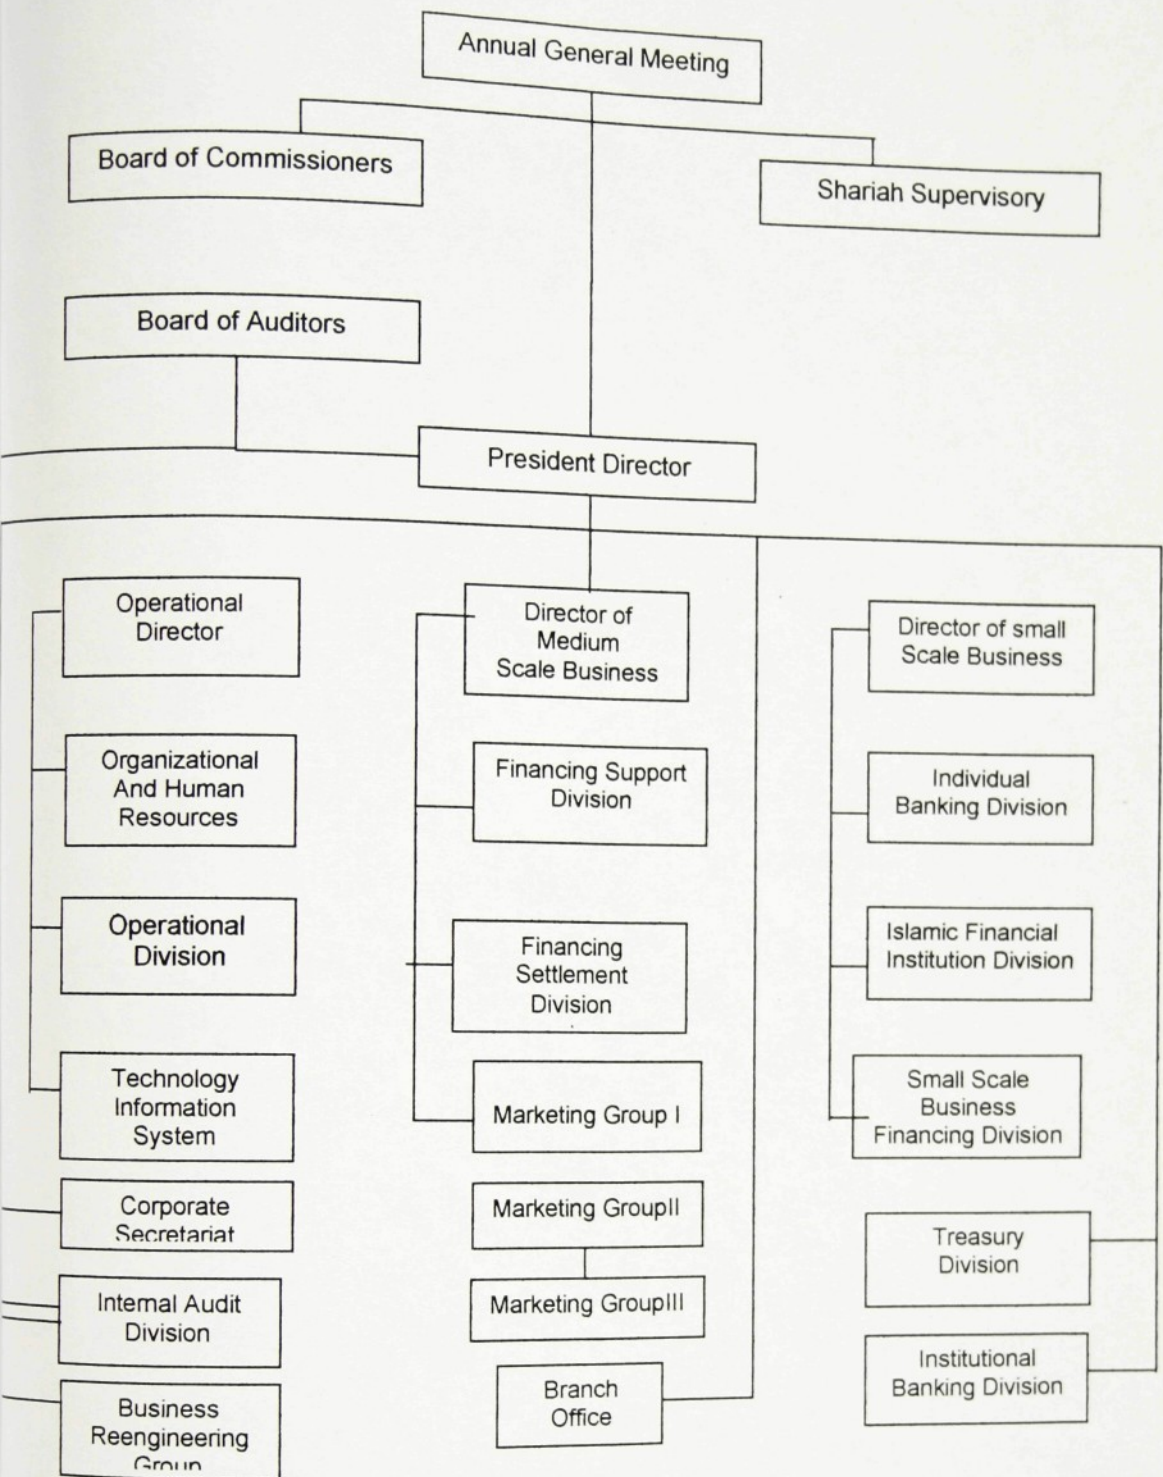 Annual General Meeting
Board of Commissioners
Shariah Supervisory
Board of Auditors
President Director
Operational
Director
Organizational
And Human
Resources
Operational
Division
Technology
Information
System
Corporate
Secretariat
Internal Audit
Division
Business
Reengineering
Group
Director of
Medium
Scale Business
Financing Support
Division
Financing
Settlement
Division
Marketing Group I
Marketing GroupII
Marketing GroupIII
Branch
Office
Director of small
Scale Business
Individual
Banking Division
Islamic Financial
Institution Division
Small Scale
Business
Financing Division
Treasury
Division
Institutional
Banking Division